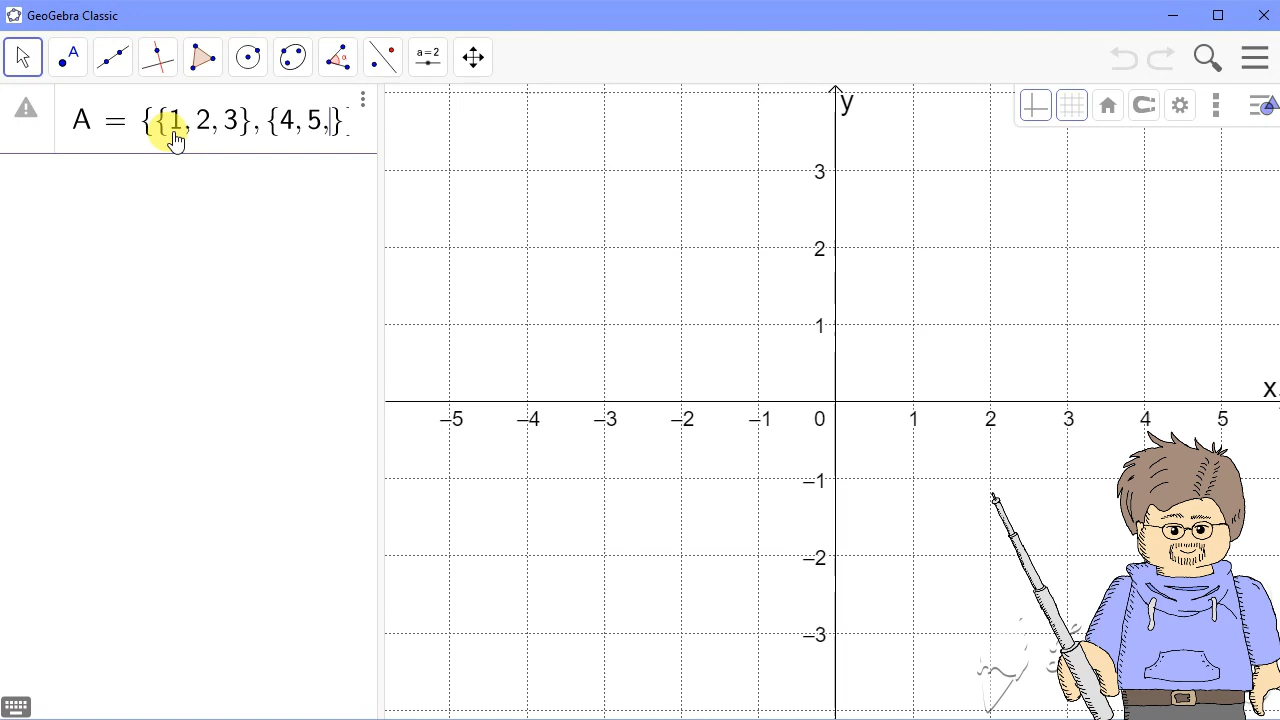 GeoGebra Classic
A
a=2
A = {{1, 2, 3}, {4, 5,}
y
3
2
1
–5 –4 –3 –2 –1 0 1 2 3 4 5
x
–1
–2
–3